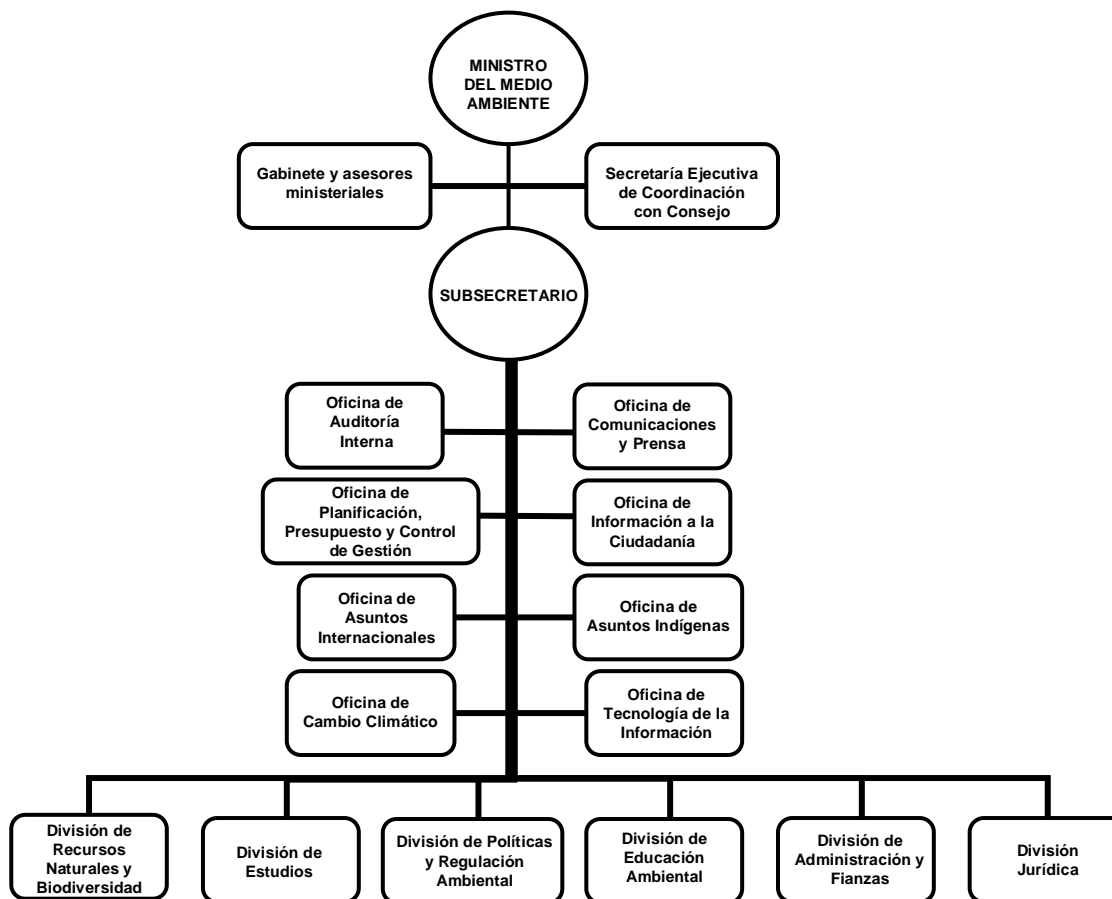 MINISTRO
DEL MEDIO
AMBIENTE
Gabinete y asesores
ministeriales
Secretaría Ejecutiva
de Coordinación
con Consejo
SUBSECRETARIO
Oficina de
Auditoría
Interna
Oficina de
Comunicaciones
y Prensa
Oficina de
Planificación,
Presupuesto y Control
de Gestión
Oficina de
Información a la
Ciudadanía
Oficina de
Asuntos
Internacionales
Oficina de
Asuntos Indígenas
Oficina de
Cambio Climático
Oficina de
Tecnología de la
Información
División de
Recursos
Naturales y
Biodiversidad
División de
Estudios
División de Políticas
y Regulación
Ambiental
División de
Educación
Ambiental
División de
Administración y
Fianzas
División
Jurídica